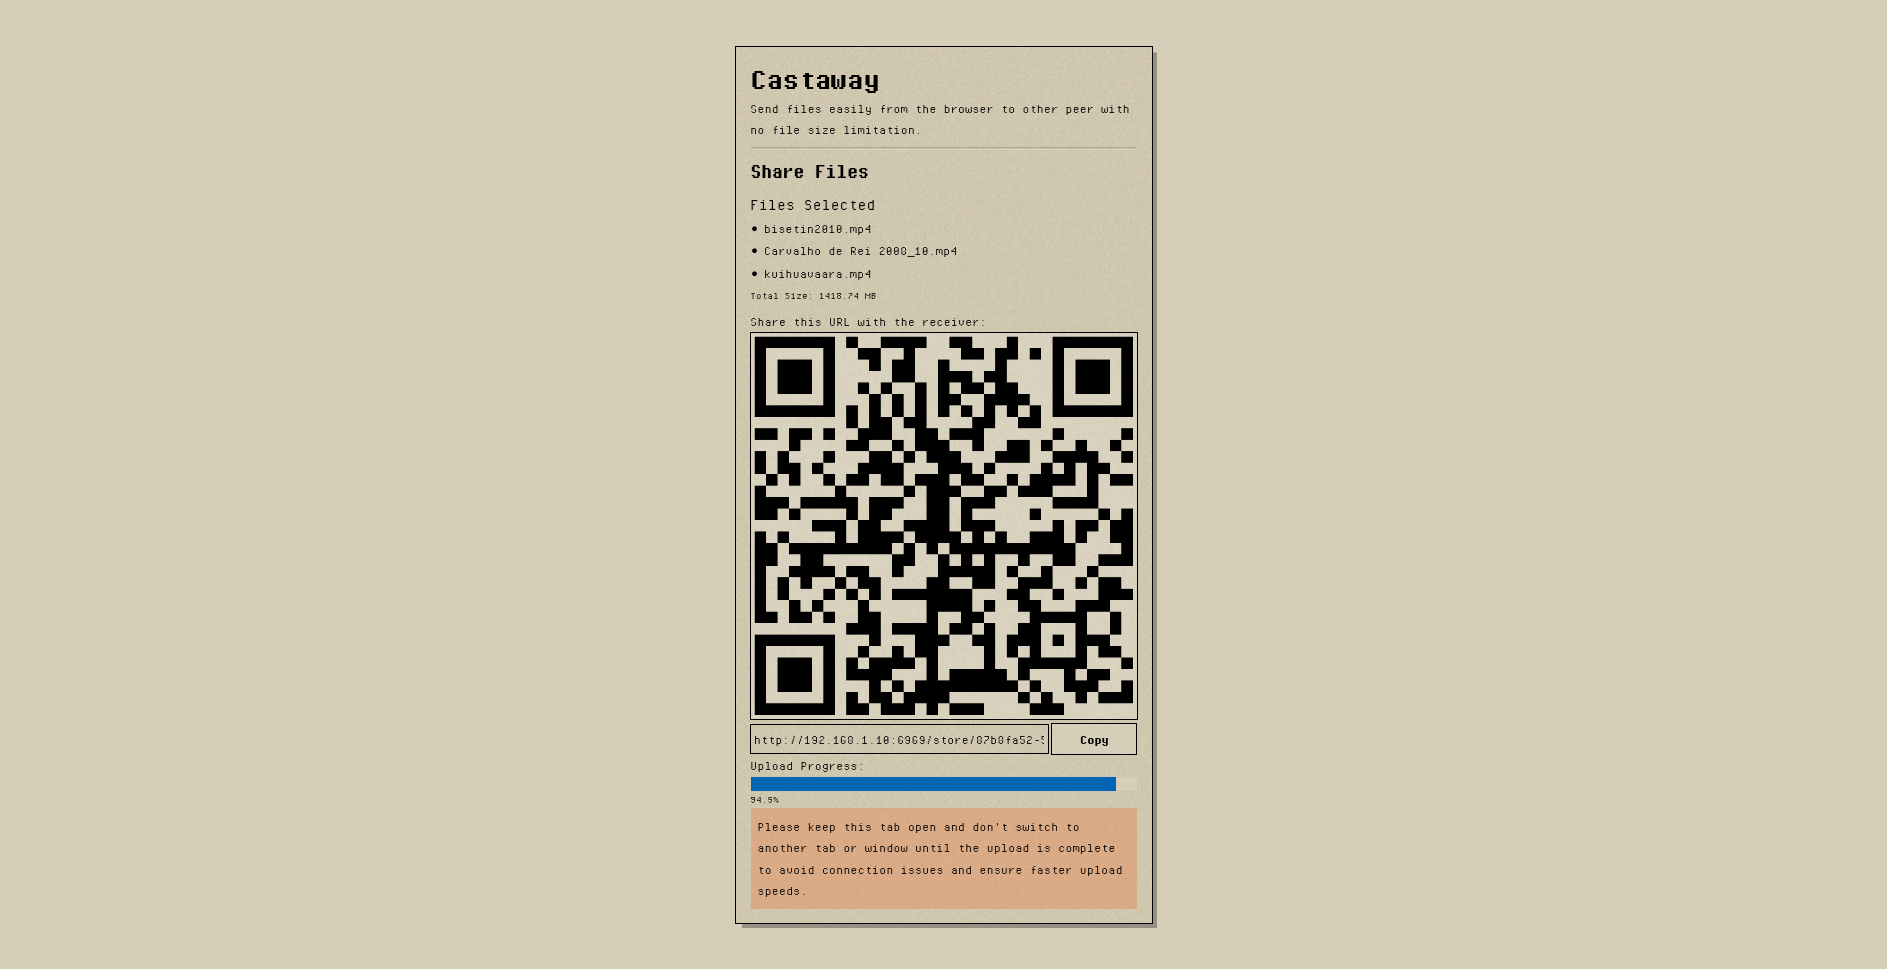 Castaway
Send files easily from the browser to other peer with
no file size limitation.
Share Files
Files Selected
• bisetin2010.mp4
• Carvalho de Rei 2008_10.mp4
• kuihuavaara.mp4
Total Size: 1418.74 MB
Share this URL with the receiver:
http://192.168.1.10:6969/store/87b8fa52-5
Copy
Upload Progress:
94.5%
Please keep this tab open and don't switch to
another tab or window until the upload is complete
to avoid connection issues and ensure faster upload
speeds.